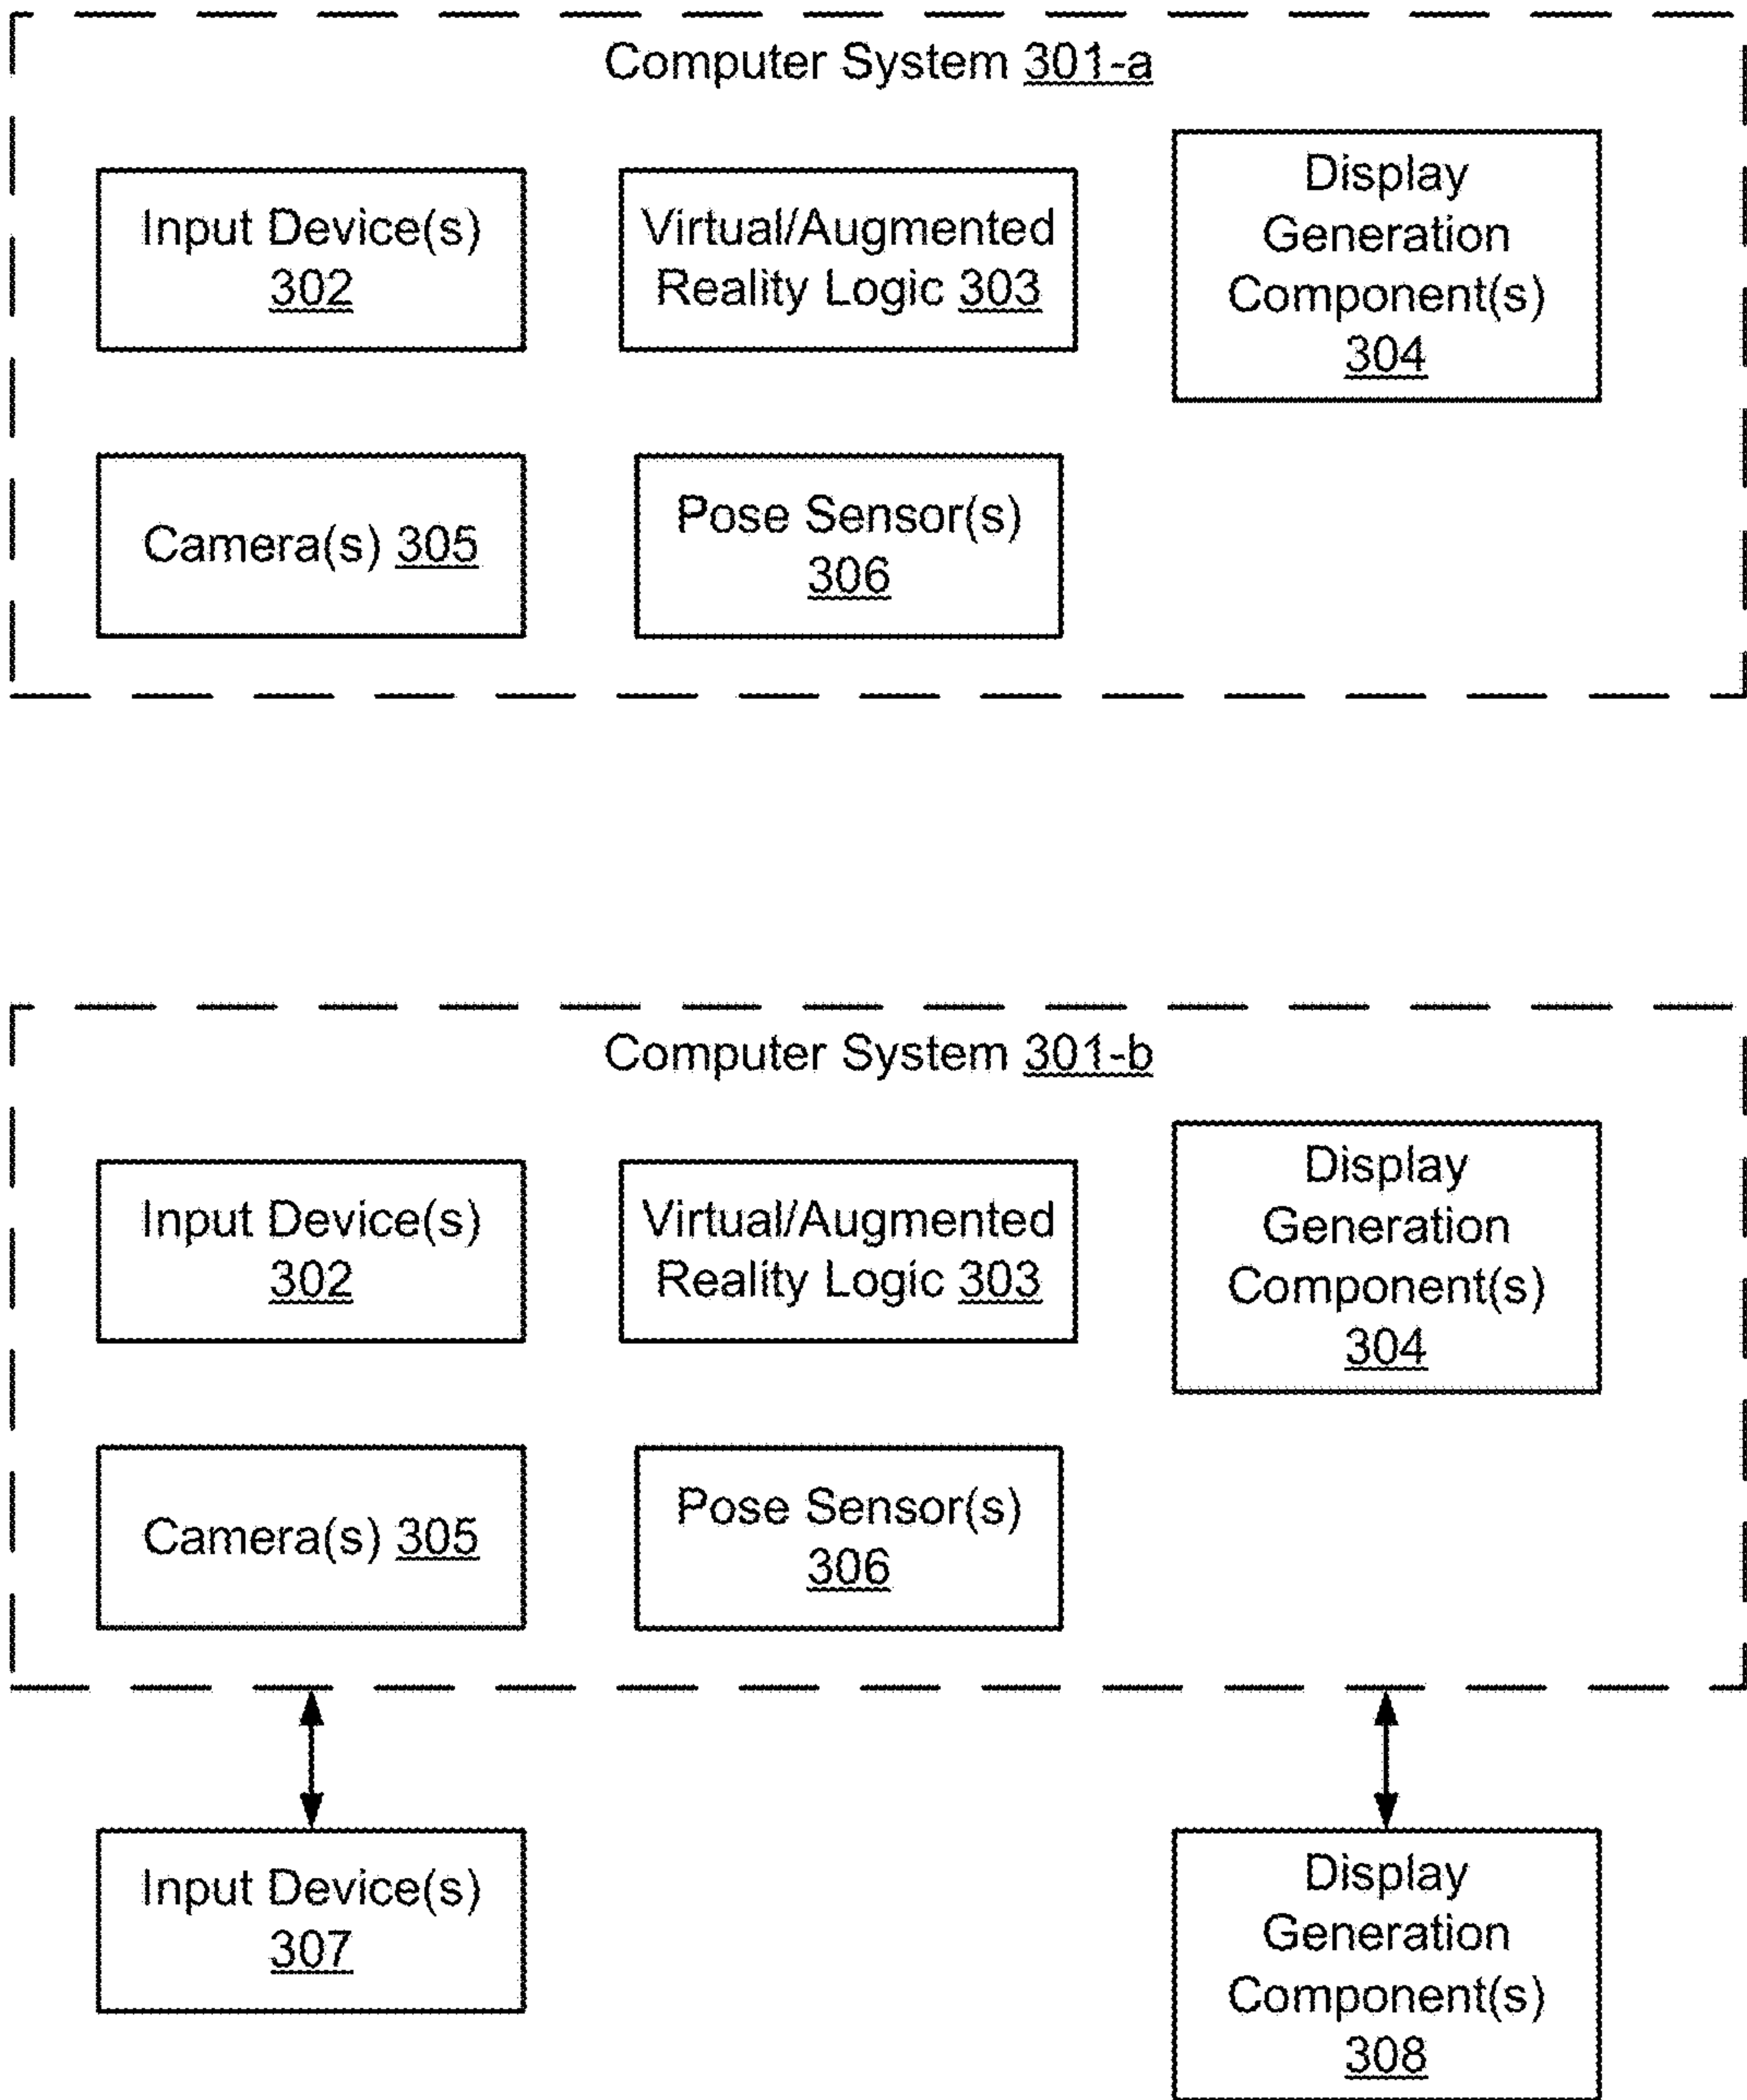 Computer System 301-a
Input Device(s)
302
Virtual/Augmented
Reality Logic 303
Display
Generation
Component(s)
304
Camera(s) 305
Pose Sensor(s)
306
Computer System 301-b
Input Device(s)
302
Virtual/Augmented
Reality Logic 303
Display
Generation
Component(s)
304
Camera(s) 305
Pose Sensor(s)
306
Input Device(s)
307
Display
Generation
Component(s)
308